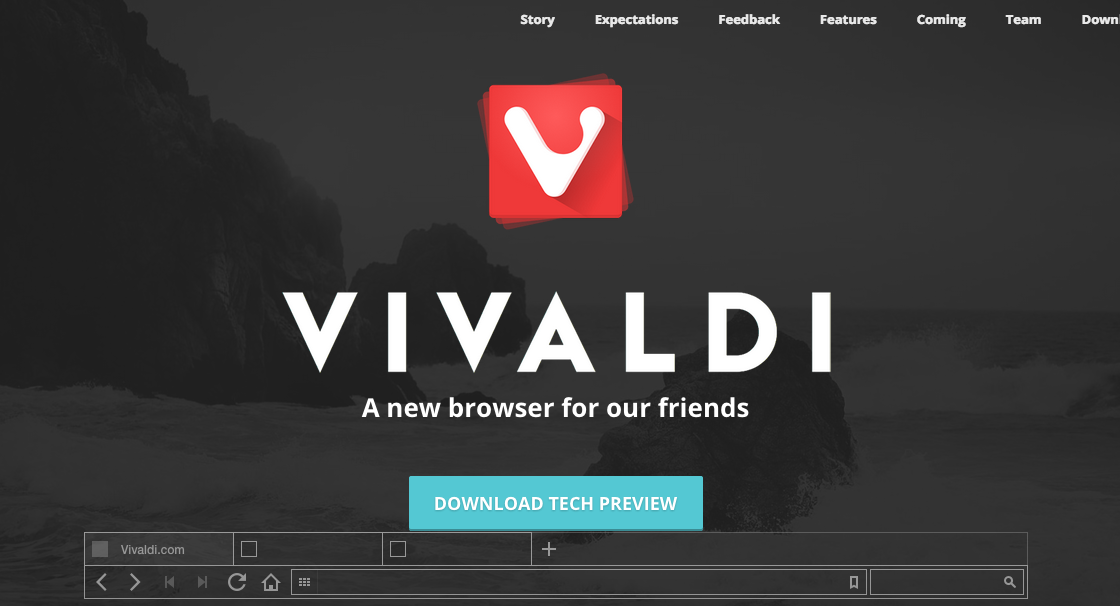 Story Expectations Feedback Features Coming Team Down
VIVALDI
A new browser for our friends
DOWNLOAD TECH PREVIEW
Vivaldi.com